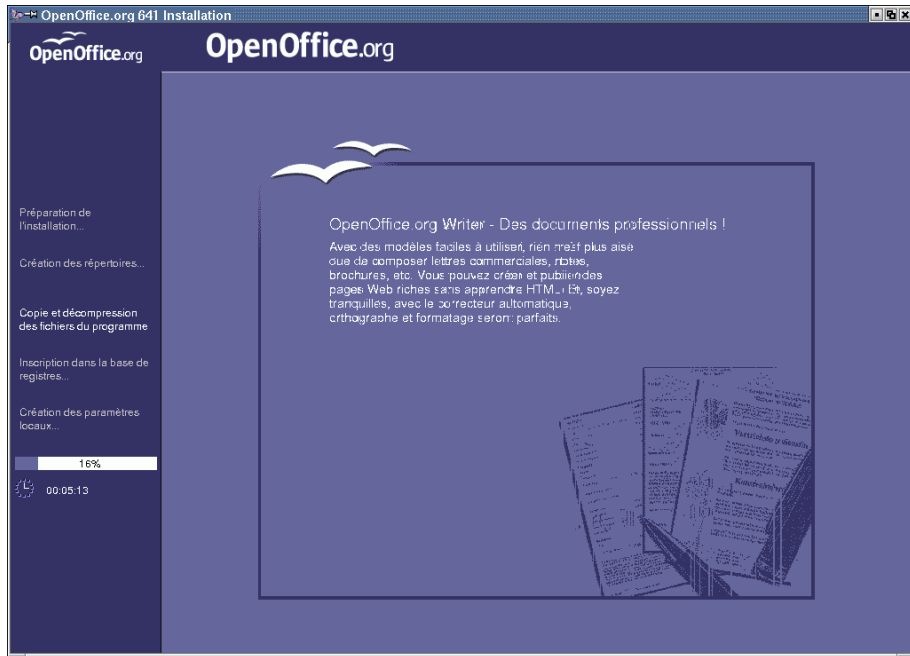 OpenOffice.org 641 Installation
OpenOffice.org
OpenOffice.org
Préparation de
l'installation...
Création des répertoires...
Copie et décompression
des fichiers du programme
Inscription dans la base de
registres...
Création des paramètres
locaux...
16%
00:05:13
OpenOffice.org Writer - Des documents professionnels !
Avec des modèles faciles à utiliser, rien n'est plus aisé
que de composer lettres commerciales, notes,
brochures, etc. Vous pouvez créer et publier des
pages Web riches sans apprendre HTML. Et, soyez
tranquilles, avec le correcteur automatique,
orthographe et formatage seront parfaits.